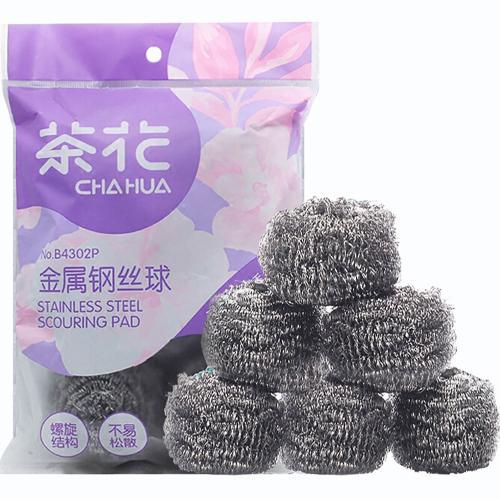 茶花
CHAHUA
No.B4302P
金属钢丝球
STAINLESS STEEL
SCOURING PAD
螺旋
结构
不易
松散